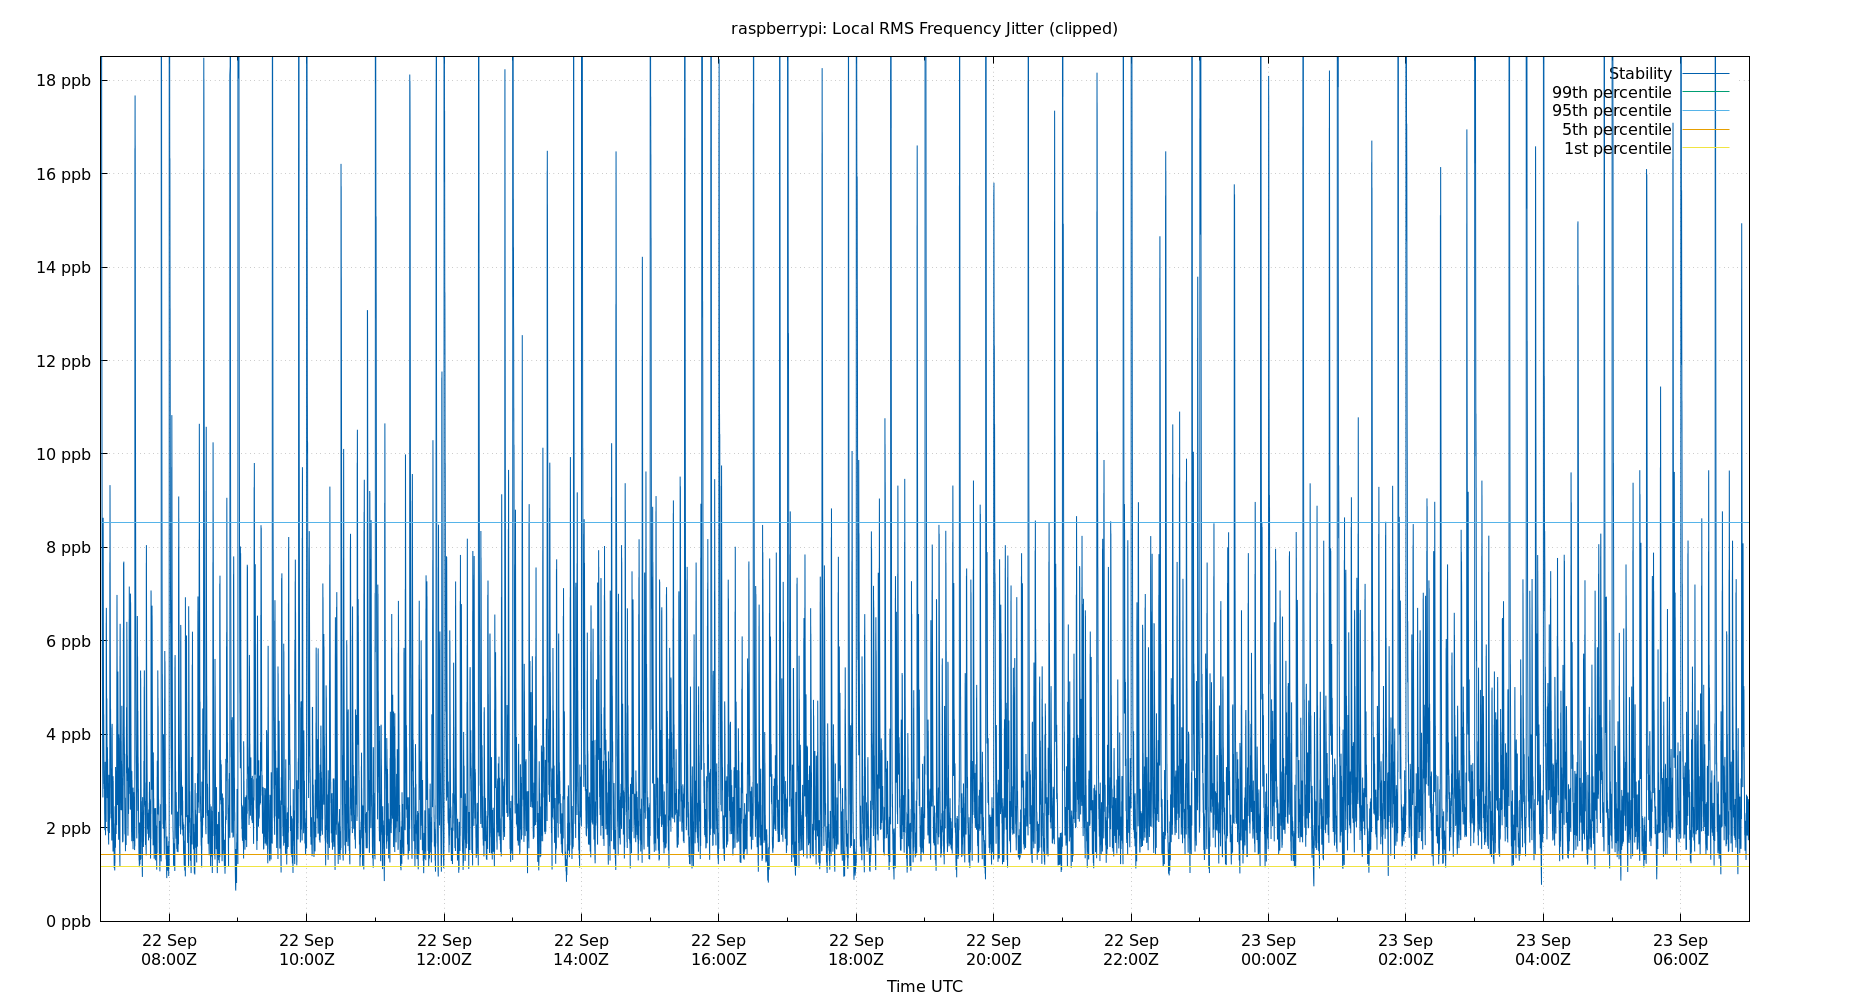 raspberrypi: Local RMS Frequency Jitter (clipped)
18 ppb
16 ppb
14 ppb
12 ppb
10 ppb
8 ppb
6 ppb
4 ppb
2 ppb
0 ppb
Stability
99th percentile
95th percentile
5th percentile
1st percentile
22 Sep 22 Sep 22 Sep 22 Sep 22 Sep 22 Sep 22 Sep 22 Sep 23 Sep 23 Sep 23 Sep 23 Sep
08:00Z 10:00Z 12:00Z 14:00Z 16:00Z 18:00Z 20:00Z 22:00Z 00:00Z 02:00Z 04:00Z 06:00Z
Time UTC